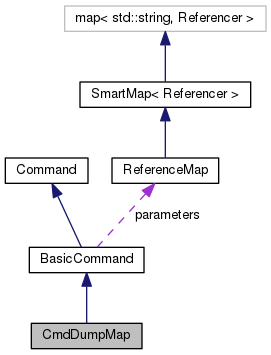 map< std::string, Referencer >
SmartMap< Referencer >
Command
ReferenceMap
parameters
BasicCommand
CmdDumpMap